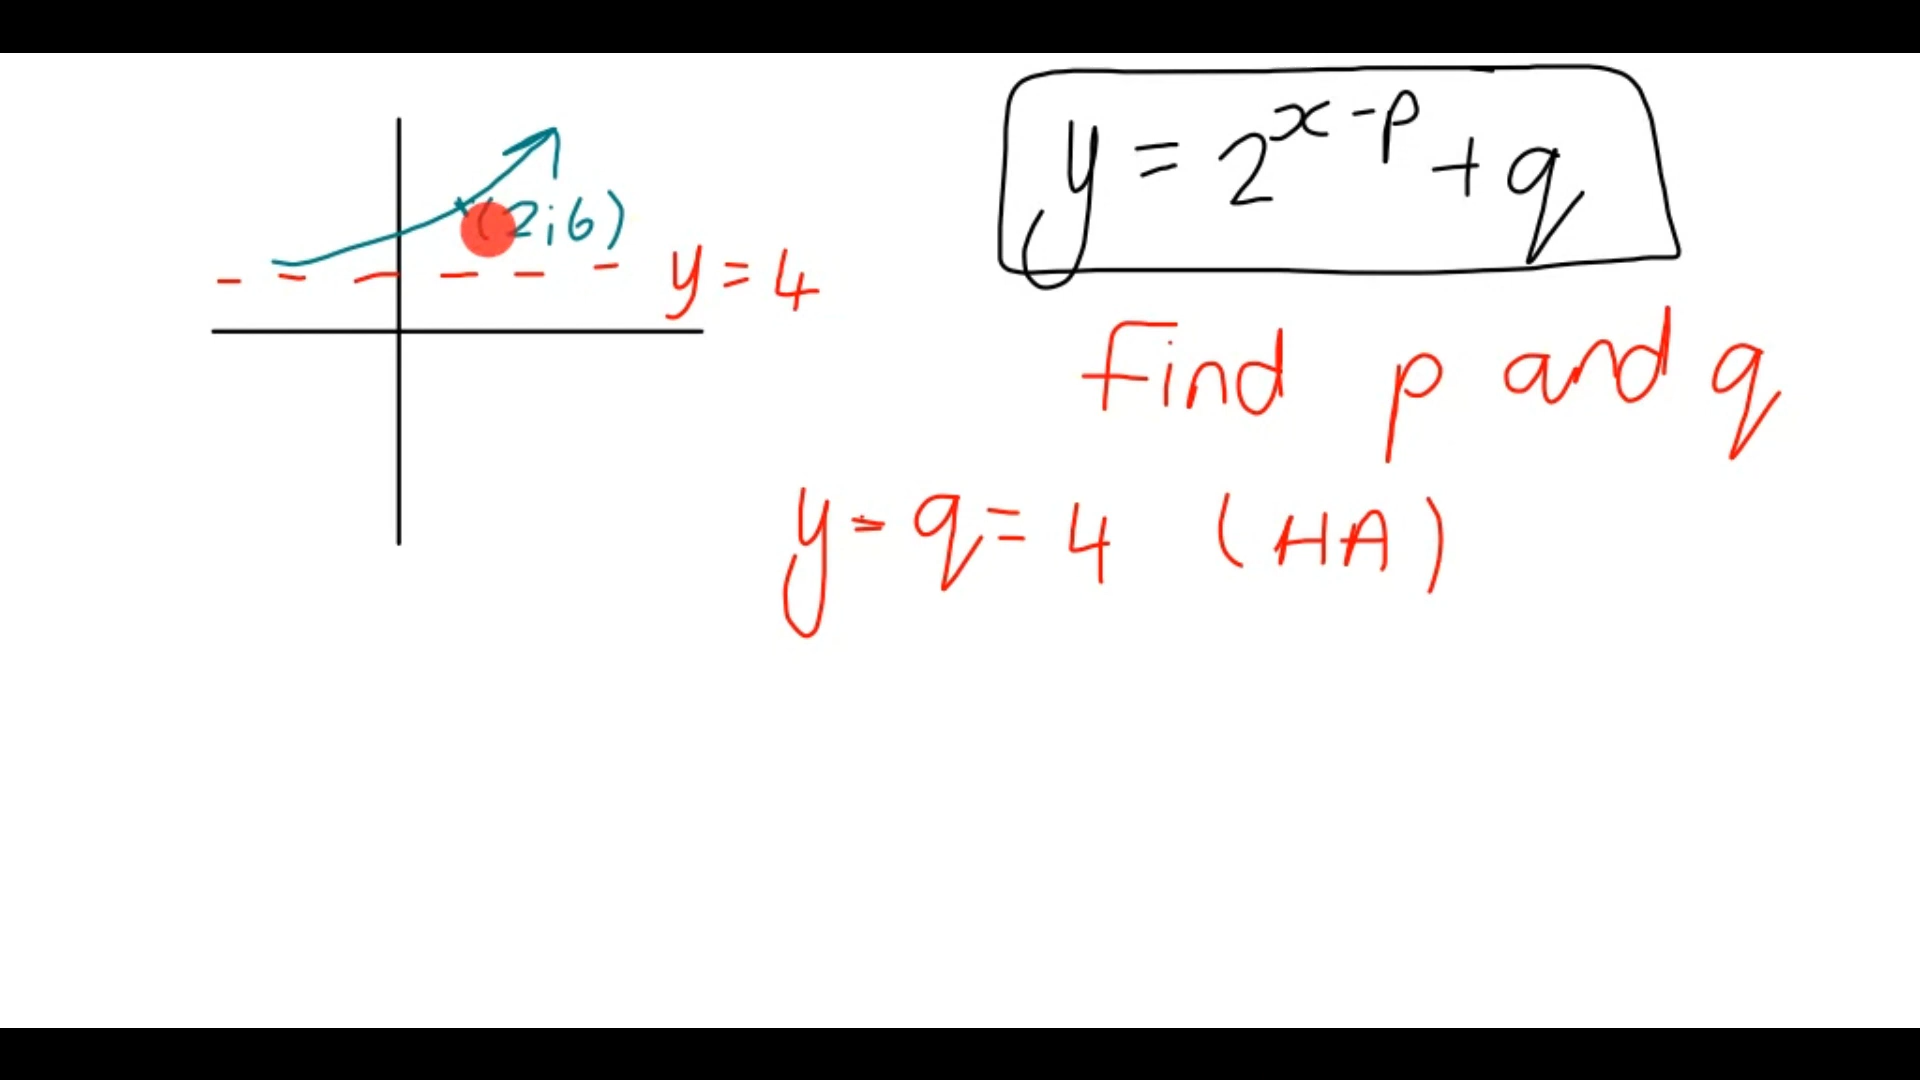 y = 2^{x-p} + q
(2;6)
y = 4
Find p and q
y = q = 4 (HA)